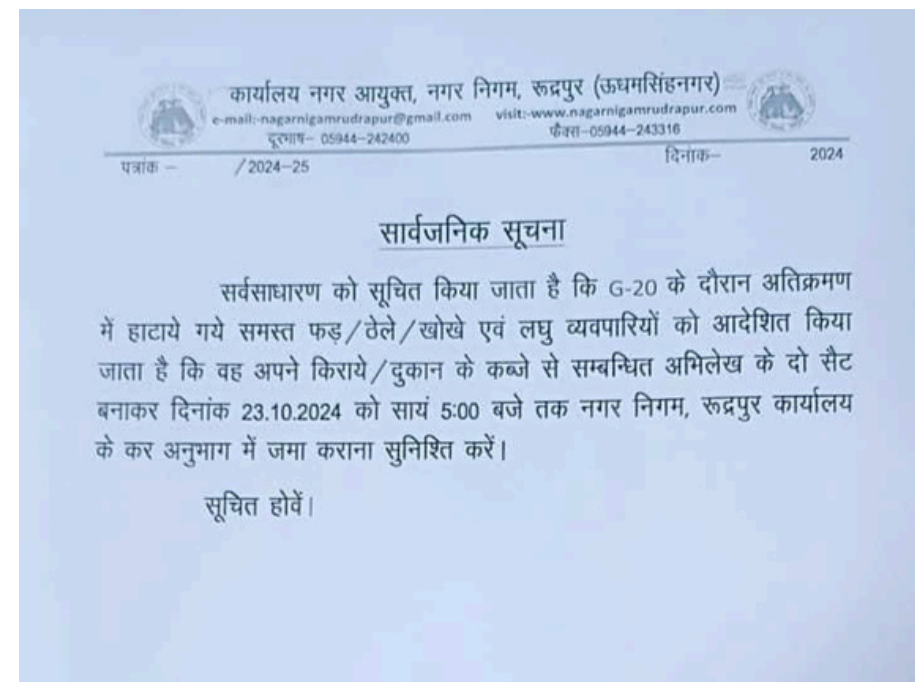 कार्यालय नगर आयुक्त, नगर निगम, रूद्रपुर (ऊधमसिंहनगर)
e-mail:-nagarnigamrudrapur@gmail.com visit:-www.nagarnigamrudrapur.com
दूरभाष– 05944–242400 फैक्स–05944–243316
पत्रांक – /2024–25 दिनांक– 2024
सार्वजनिक सूचना
सर्वसाधारण को सूचित किया जाता है कि G-20 के दौरान अतिक्रमण
में हाटाये गये समस्त फड़/ठेले/खोखे एवं लघु व्यवपारियों को आदेशित किया
जाता है कि वह अपने किराये/दुकान के कब्जे से सम्बन्धित अभिलेख के दो सैट
बनाकर दिनांक 23.10.2024 को सायं 5:00 बजे तक नगर निगम, रूद्रपुर कार्यालय
के कर अनुभाग में जमा कराना सुनिश्ति करें।
सूचित होवें।